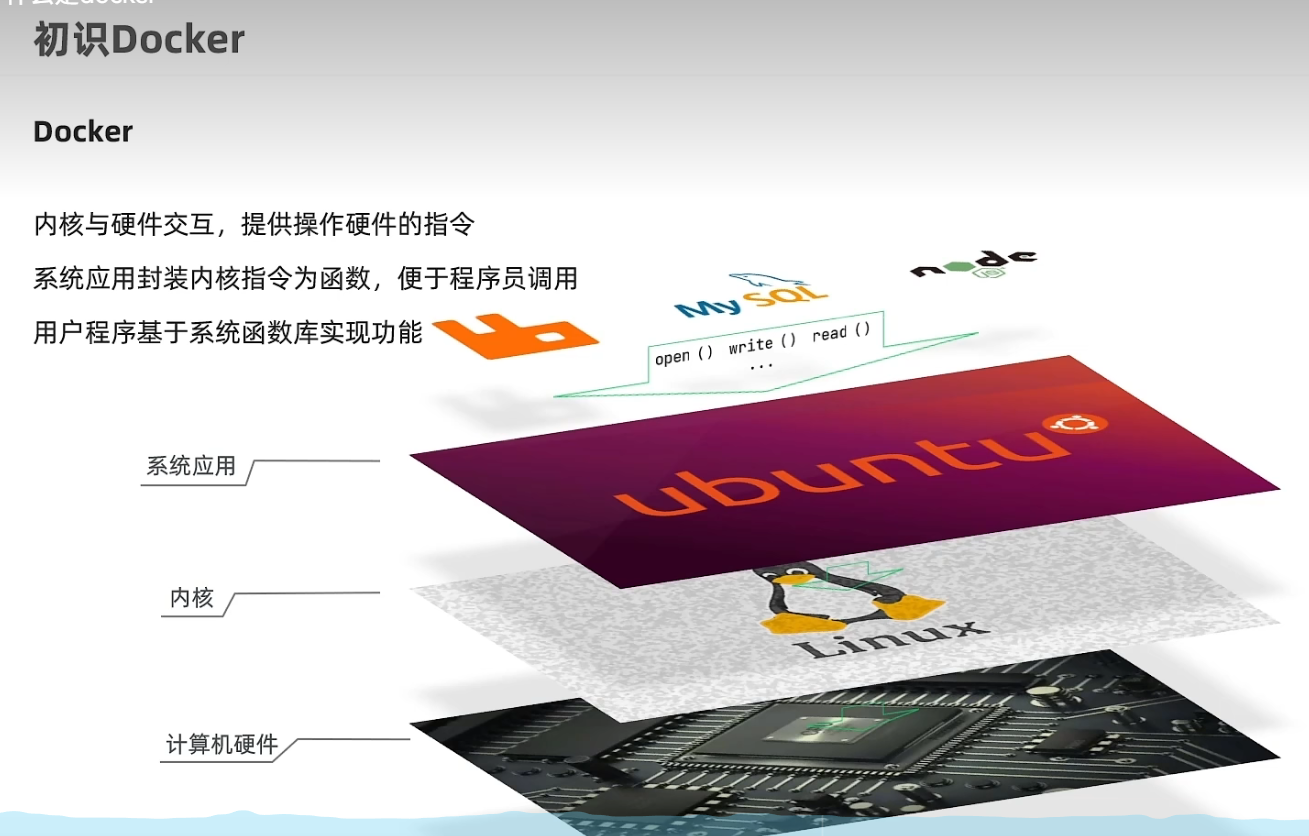 什么是docker
初识Docker
Docker
内核与硬件交互，提供操作硬件的指令
系统应用封装内核指令为函数，便于程序员调用
用户程序基于系统函数库实现功能
node
JS
MySQL
open () write () read ()
...
ubuntu
系统应用
内核
Linux
计算机硬件